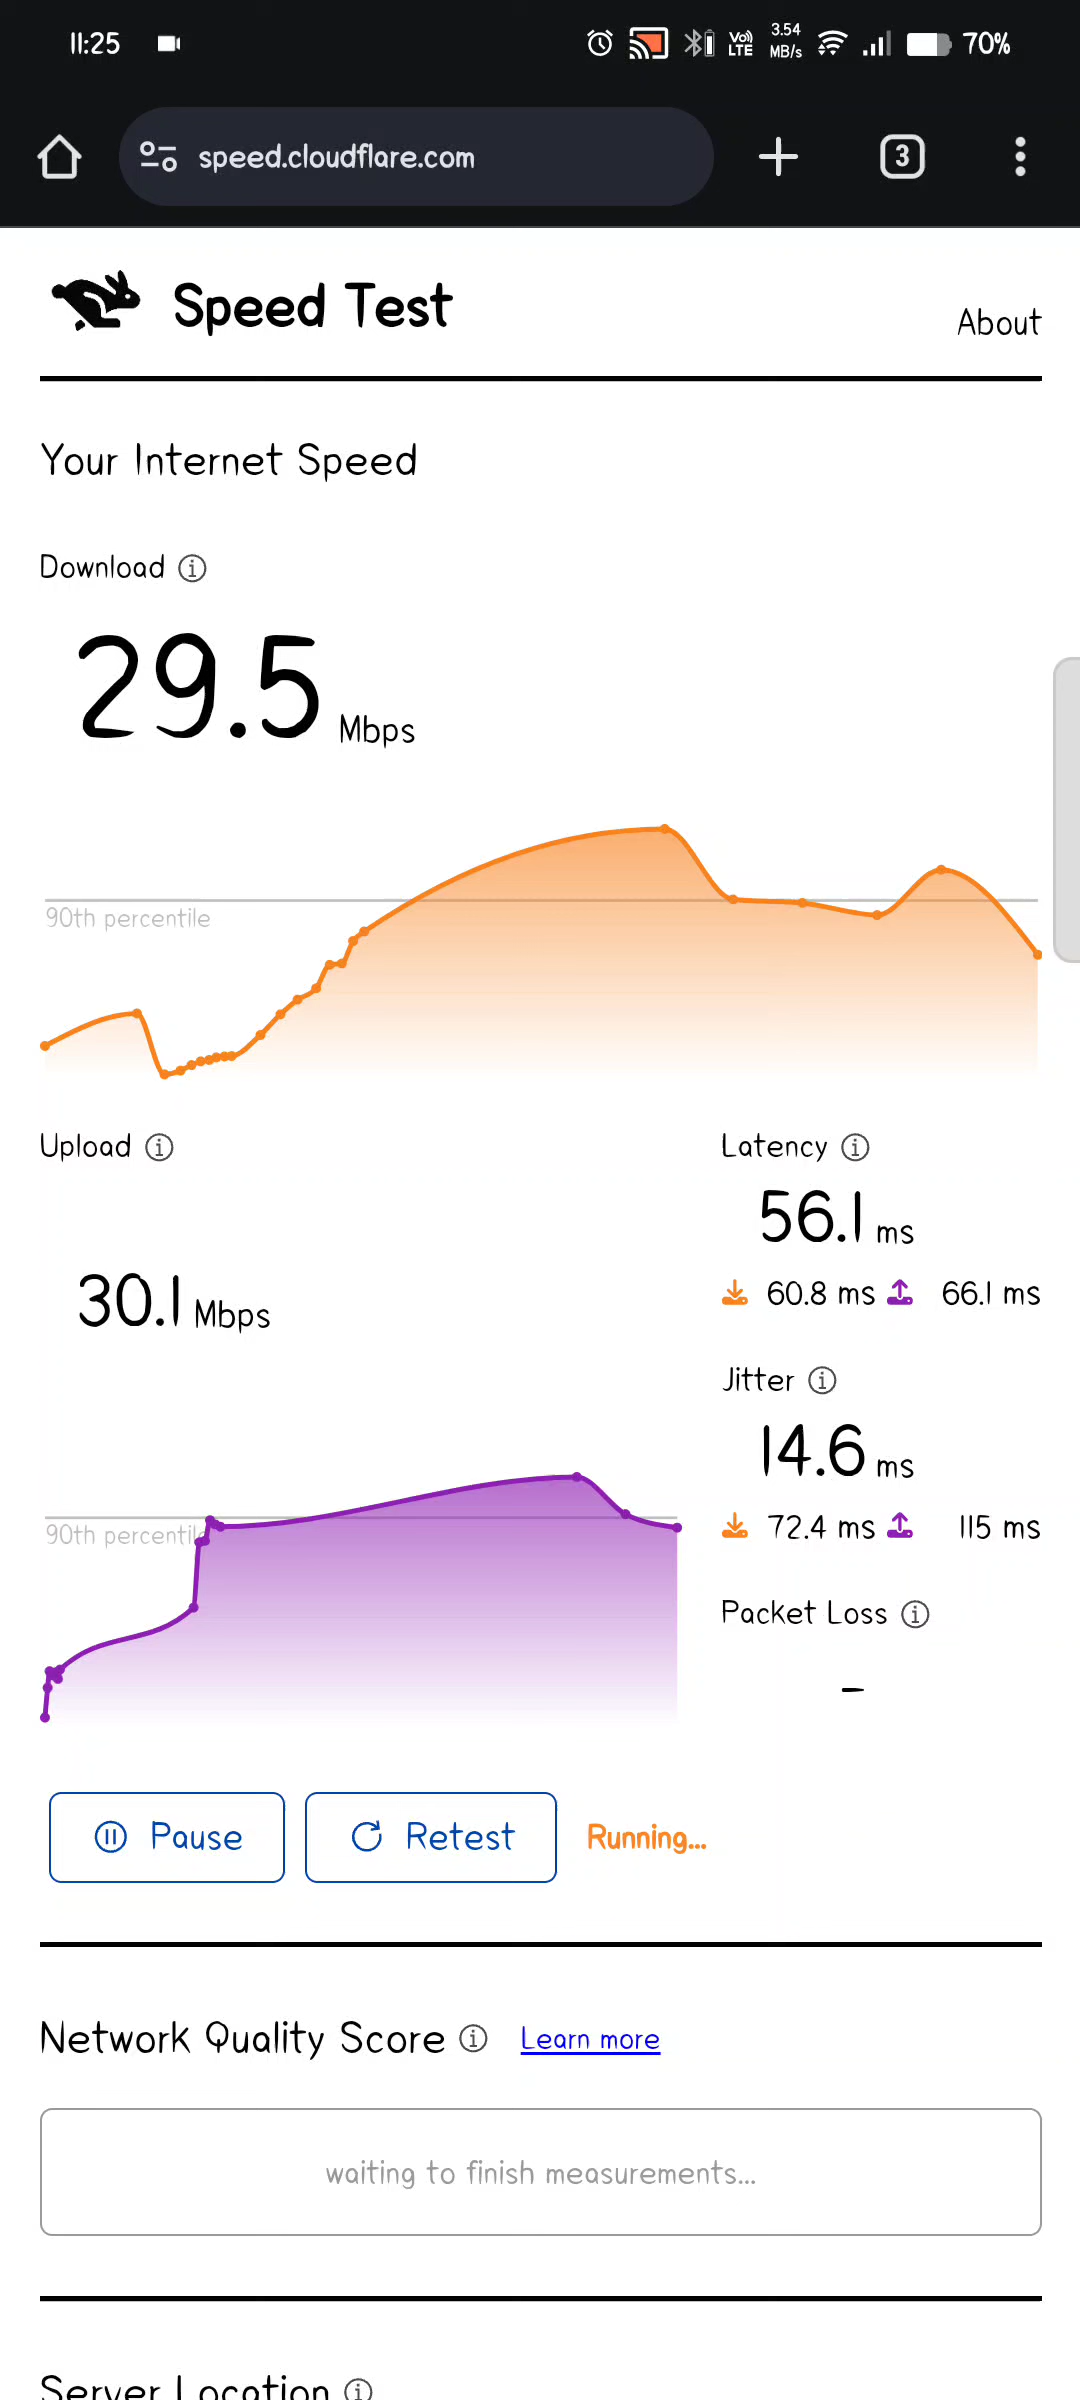 11:25
Vo)) LTE
3.54 MB/s
70%
speed.cloudflare.com
3
Speed Test
About
Your Internet Speed
Download
29.5 Mbps
90th percentile
Upload
30.1 Mbps
90th percentile
Latency
56.1 ms
60.8 ms 66.1 ms
Jitter
14.6 ms
72.4 ms 115 ms
Packet Loss
-
Pause
Retest
Running...
Network Quality Score
Learn more
waiting to finish measurements...
Server Location